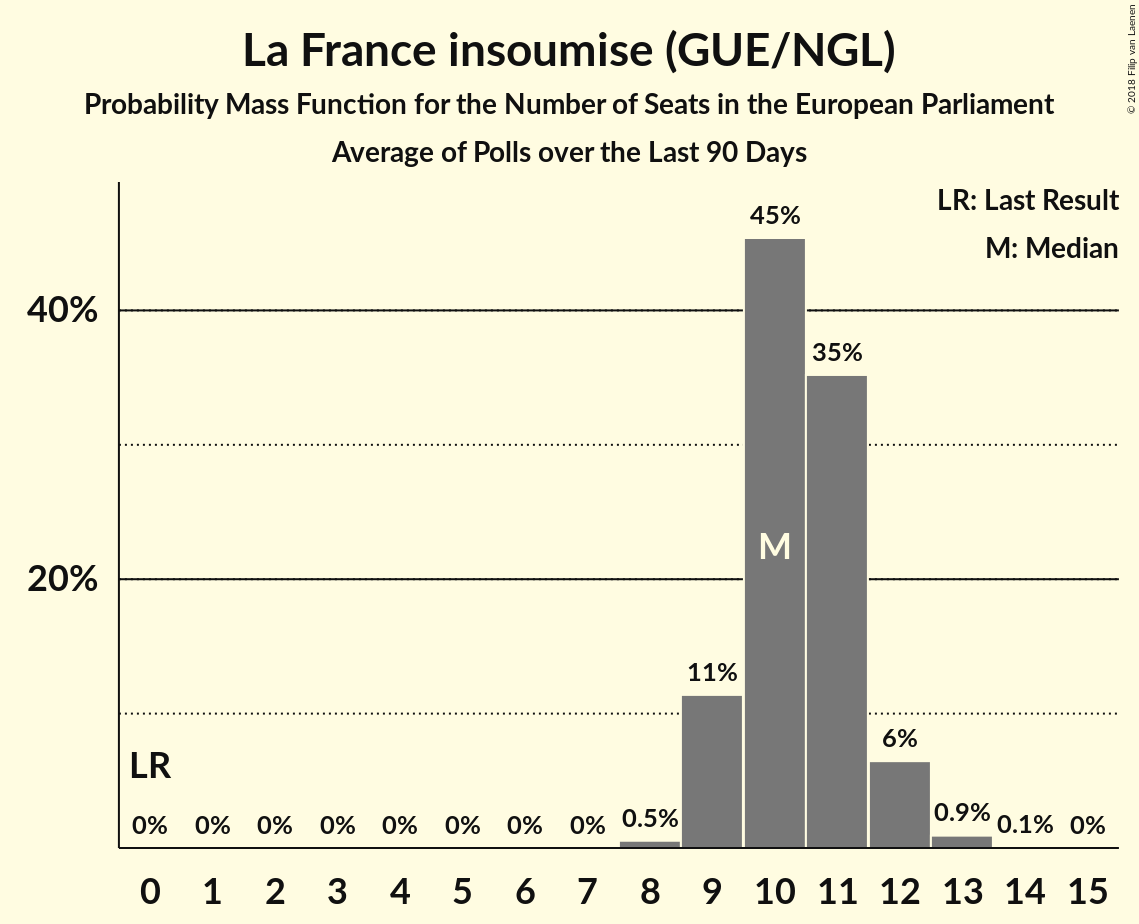 La France insoumise (GUE/NGL)
Probability Mass Function for the Number of Seats in the European Parliament
Average of Polls over the Last 90 Days
© 2018 Filip van Laenen
LR: Last Result
M: Median
45%
40%
35%
M
20%
11%
6%
LR
0% 0% 0% 0% 0% 0% 0% 0% 0.5% 0.9% 0.1% 0%
0 1 2 3 4 5 6 7 8 9 10 11 12 13 14 15